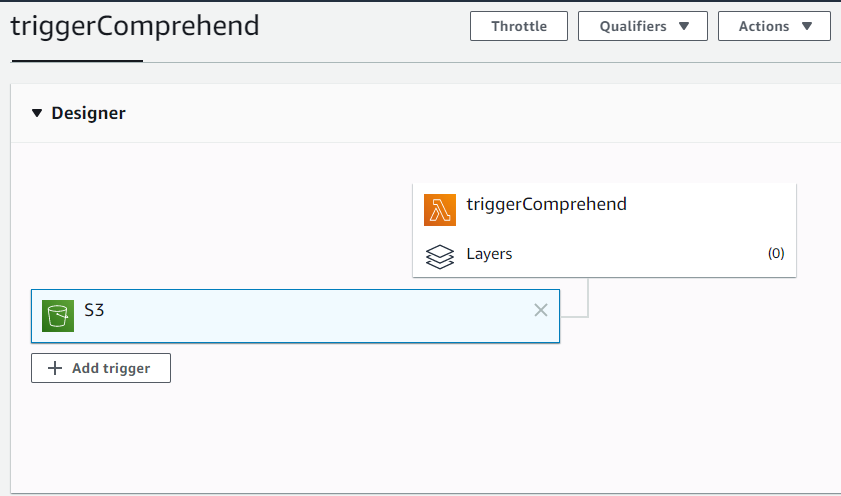 triggerComprehend
Throttle
Qualifiers
Actions
Designer
triggerComprehend
Layers (0)
S3
Add trigger